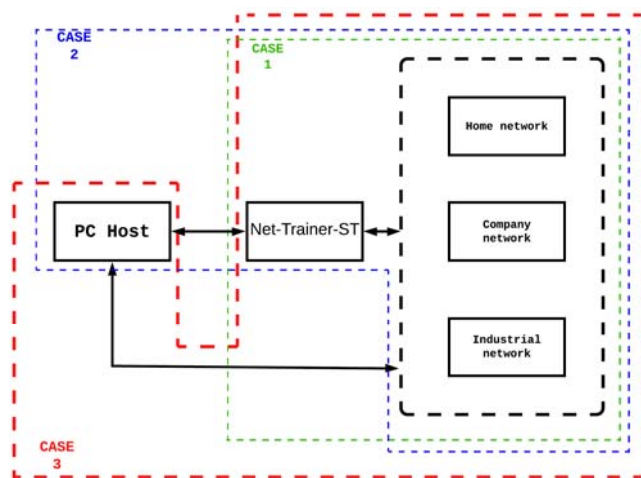 CASE
2
CASE
1
Home network
PC Host
Net-Trainer-ST
Company
network
Industrial
network
CASE
3